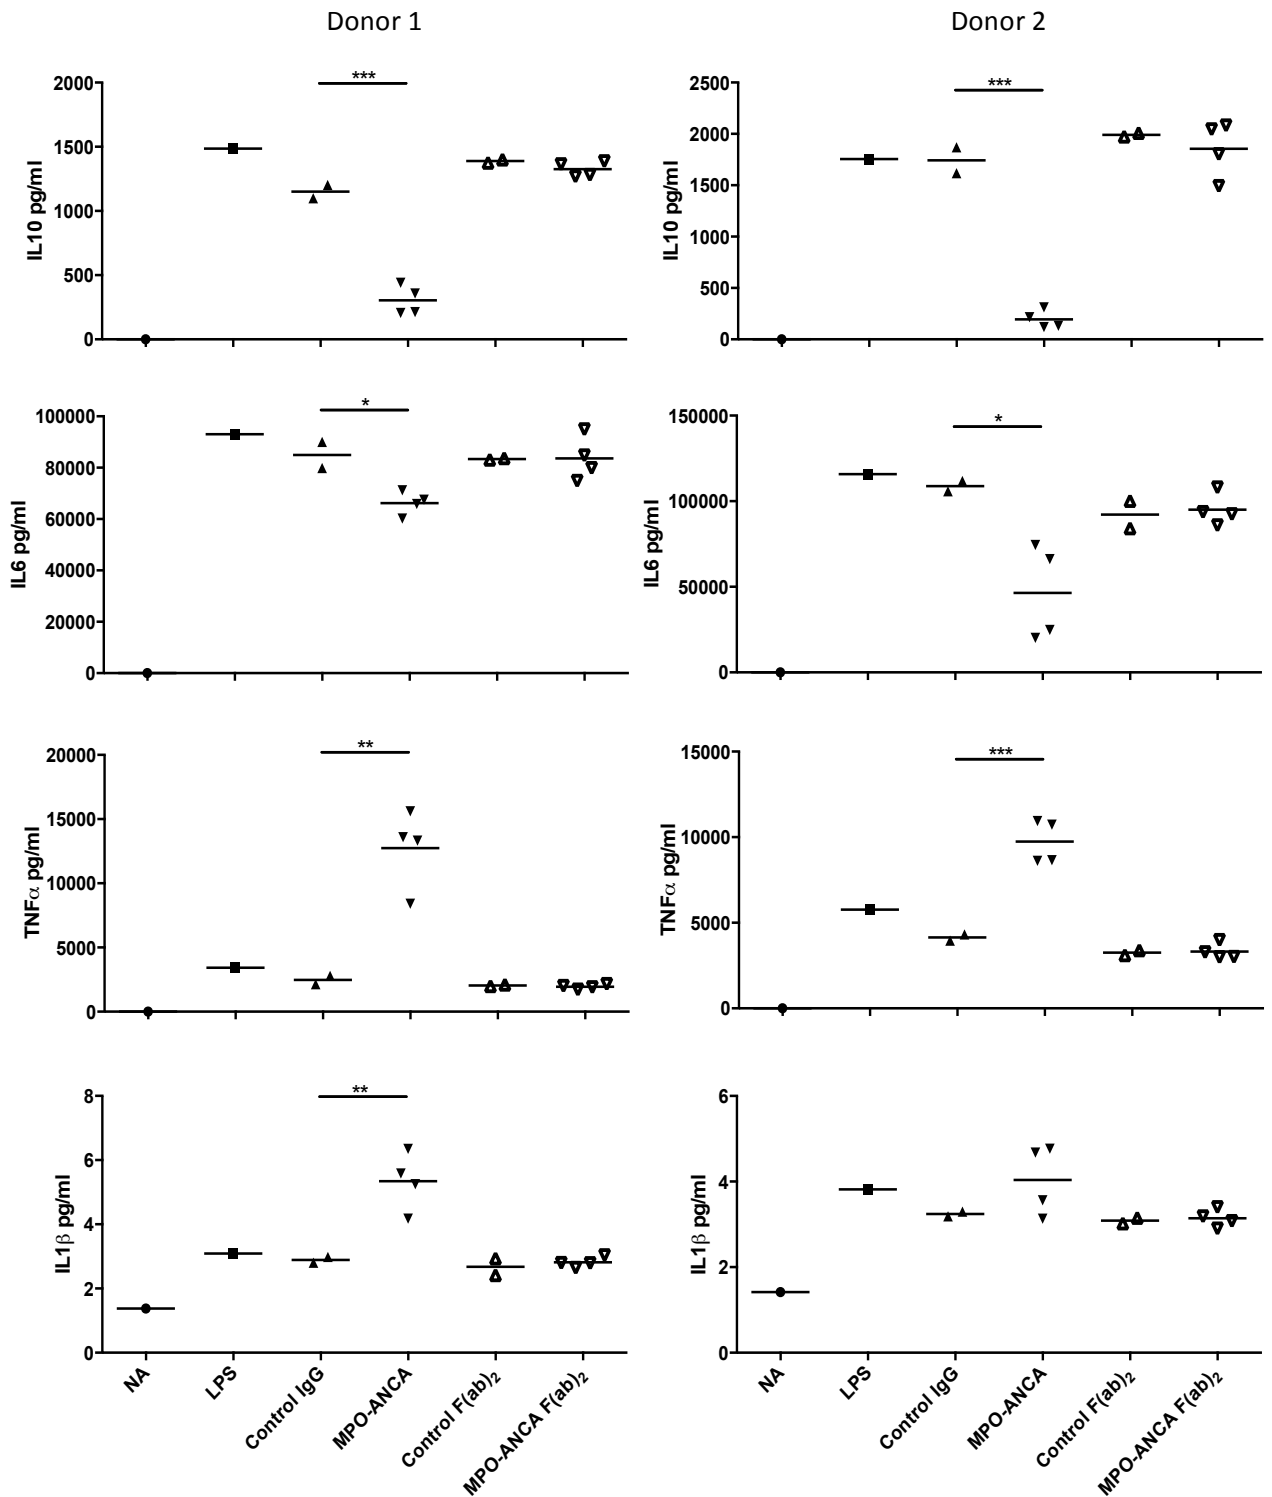 Donor 1
Donor 2
IL10 pg/ml
2000
1500
1000
500
0
***
IL10 pg/ml
2500
2000
1500
1000
500
0
***
IL6 pg/ml
100000
80000
60000
40000
20000
0
*
IL6 pg/ml
150000
100000
50000
0
*
TNFα pg/ml
20000
15000
10000
5000
0
**
TNFα pg/ml
15000
10000
5000
0
***
IL1β pg/ml
8
6
4
2
0
**
IL1β pg/ml
6
4
2
0
NA
LPS
Control IgG
MPO-ANCA
Control F(ab)₂
MPO-ANCA F(ab)₂
NA
LPS
Control IgG
MPO-ANCA
Control F(ab)₂
MPO-ANCA F(ab)₂